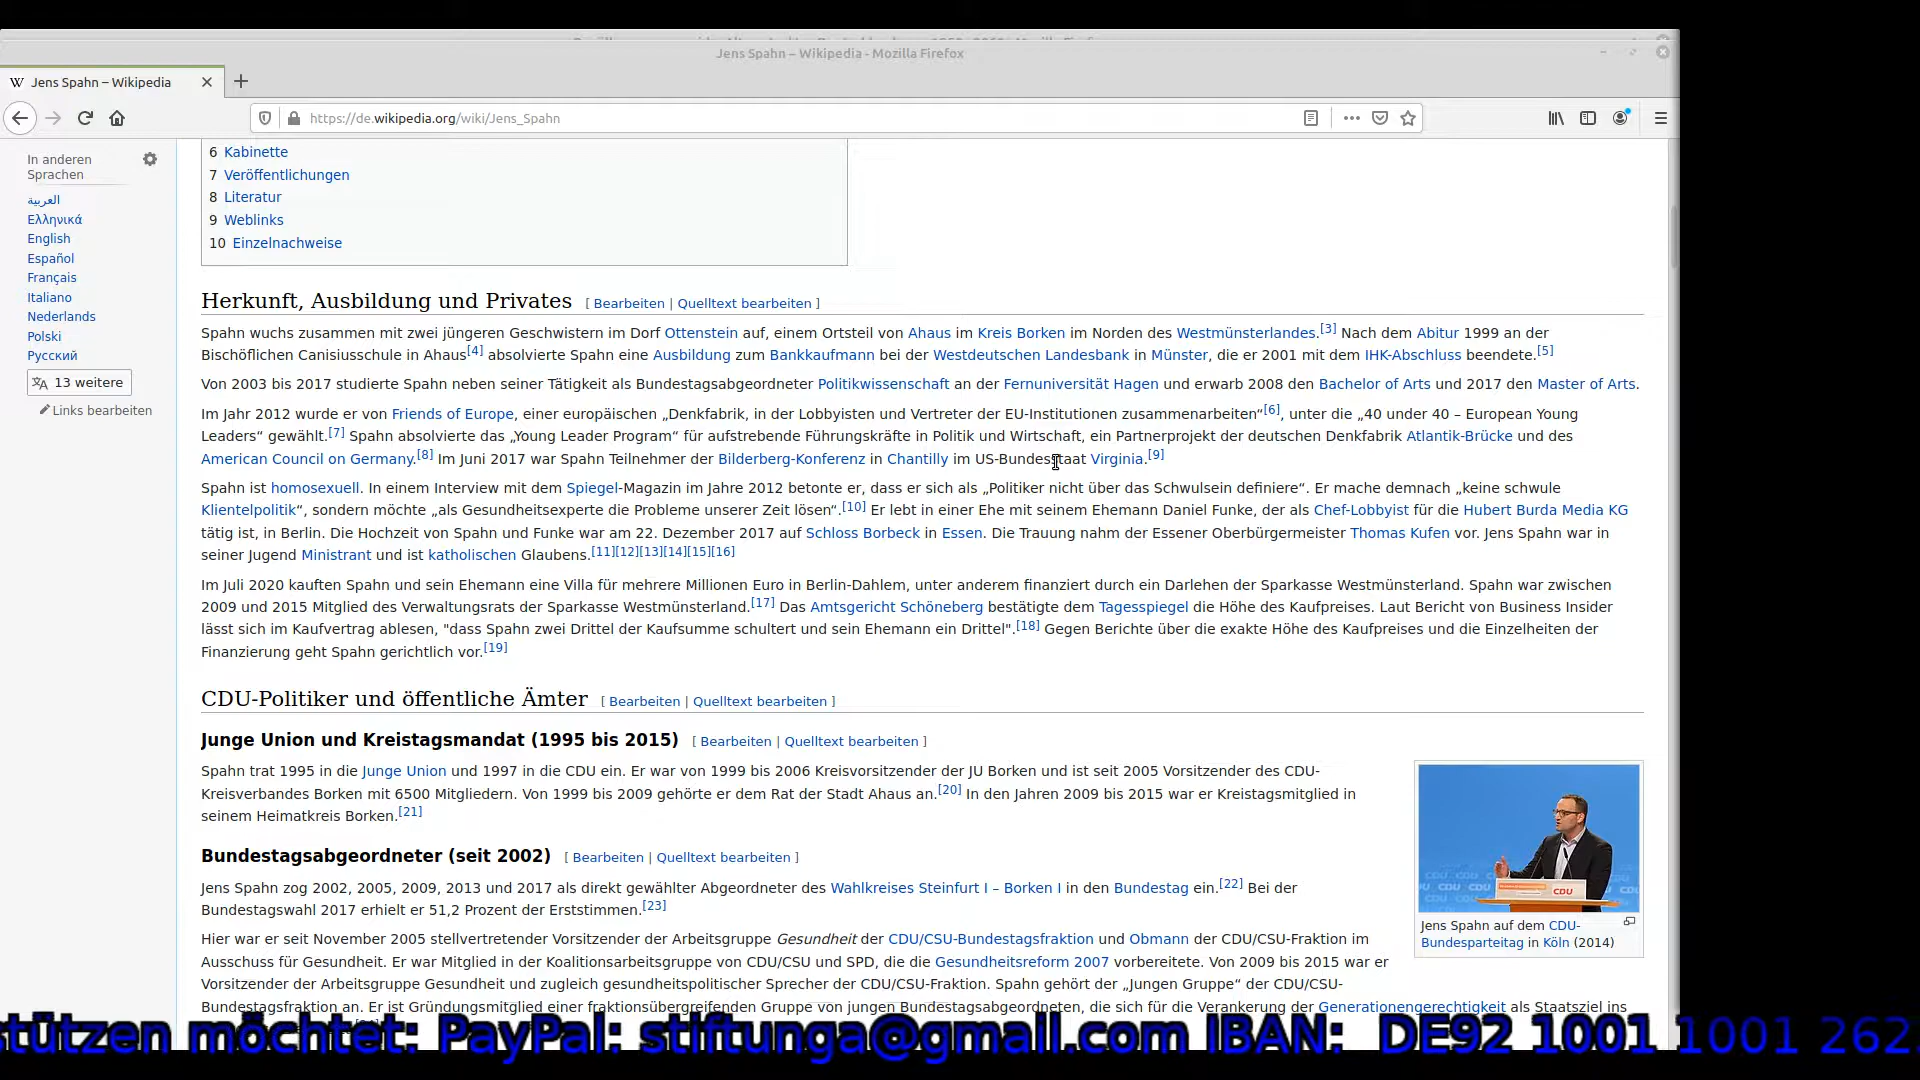 Jens Spahn – Wikipedia - Mozilla Firefox
Jens Spahn – Wikipedia
https://de.wikipedia.org/wiki/Jens_Spahn
In anderen
Sprachen
العربية
Ελληνικά
English
Español
Français
Italiano
Nederlands
Polski
Русский
13 weitere
Links bearbeiten
6 Kabinette
7 Veröffentlichungen
8 Literatur
9 Weblinks
10 Einzelnachweise
Herkunft, Ausbildung und Privates [ Bearbeiten | Quelltext bearbeiten ]
Spahn wuchs zusammen mit zwei jüngeren Geschwistern im Dorf Ottenstein auf, einem Ortsteil von Ahaus im Kreis Borken im Norden des Westmünsterlandes.[3] Nach dem Abitur 1999 an der
Bischöflichen Canisiusschule in Ahaus[4] absolvierte Spahn eine Ausbildung zum Bankkaufmann bei der Westdeutschen Landesbank in Münster, die er 2001 mit dem IHK-Abschluss beendete.[5]
Von 2003 bis 2017 studierte Spahn neben seiner Tätigkeit als Bundestagsabgeordneter Politikwissenschaft an der Fernuniversität Hagen und erwarb 2008 den Bachelor of Arts und 2017 den Master of Arts.
Im Jahr 2012 wurde er von Friends of Europe, einer europäischen „Denkfabrik, in der Lobbyisten und Vertreter der EU-Institutionen zusammenarbeiten“[6], unter die „40 under 40 – European Young
Leaders“ gewählt.[7] Spahn absolvierte das „Young Leader Program“ für aufstrebende Führungskräfte in Politik und Wirtschaft, ein Partnerprojekt der deutschen Denkfabrik Atlantik-Brücke und des
American Council on Germany.[8] Im Juni 2017 war Spahn Teilnehmer der Bilderberg-Konferenz in Chantilly im US-Bundesstaat Virginia.[9]
Spahn ist homosexuell. In einem Interview mit dem Spiegel-Magazin im Jahre 2012 betonte er, dass er sich als „Politiker nicht über das Schwulsein definiere“. Er mache demnach „keine schwule
Klientelpolitik“, sondern möchte „als Gesundheitsexperte die Probleme unserer Zeit lösen“.[10] Er lebt in einer Ehe mit seinem Ehemann Daniel Funke, der als Chef-Lobbyist für die Hubert Burda Media KG
tätig ist, in Berlin. Die Hochzeit von Spahn und Funke war am 22. Dezember 2017 auf Schloss Borbeck in Essen. Die Trauung nahm der Essener Oberbürgermeister Thomas Kufen vor. Jens Spahn war in
seiner Jugend Ministrant und ist katholischen Glaubens.[11][12][13][14][15][16]
Im Juli 2020 kauften Spahn und sein Ehemann eine Villa für mehrere Millionen Euro in Berlin-Dahlem, unter anderem finanziert durch ein Darlehen der Sparkasse Westmünsterland. Spahn war zwischen
2009 und 2015 Mitglied des Verwaltungsrats der Sparkasse Westmünsterland.[17] Das Amtsgericht Schöneberg bestätigte dem Tagesspiegel die Höhe des Kaufpreises. Laut Bericht von Business Insider
lässt sich im Kaufvertrag ablesen, "dass Spahn zwei Drittel der Kaufsumme schultert und sein Ehemann ein Drittel".[18] Gegen Berichte über die exakte Höhe des Kaufpreises und die Einzelheiten der
Finanzierung geht Spahn gerichtlich vor.[19]
CDU-Politiker und öffentliche Ämter [ Bearbeiten | Quelltext bearbeiten ]
Junge Union und Kreistagsmandat (1995 bis 2015) [ Bearbeiten | Quelltext bearbeiten ]
Spahn trat 1995 in die Junge Union und 1997 in die CDU ein. Er war von 1999 bis 2006 Kreisvorsitzender der JU Borken und ist seit 2005 Vorsitzender des CDU-
Kreisverbandes Borken mit 6500 Mitgliedern. Von 1999 bis 2009 gehörte er dem Rat der Stadt Ahaus an.[20] In den Jahren 2009 bis 2015 war er Kreistagsmitglied in
seinem Heimatkreis Borken.[21]
Bundestagsabgeordneter (seit 2002) [ Bearbeiten | Quelltext bearbeiten ]
Jens Spahn zog 2002, 2005, 2009, 2013 und 2017 als direkt gewählter Abgeordneter des Wahlkreises Steinfurt I – Borken I in den Bundestag ein.[22] Bei der
Bundestagswahl 2017 erhielt er 51,2 Prozent der Erststimmen.[23]
Hier war er seit November 2005 stellvertretender Vorsitzender der Arbeitsgruppe Gesundheit der CDU/CSU-Bundestagsfraktion und Obmann der CDU/CSU-Fraktion im
Ausschuss für Gesundheit. Er war Mitglied in der Koalitionsarbeitsgruppe von CDU/CSU und SPD, die die Gesundheitsreform 2007 vorbereitete. Von 2009 bis 2015 war er
Vorsitzender der Arbeitsgruppe Gesundheit und zugleich gesundheitspolitischer Sprecher der CDU/CSU-Fraktion. Spahn gehört der „Jungen Gruppe“ der CDU/CSU-
Bundestagsfraktion an. Er ist Gründungsmitglied einer fraktionsübergreifenden Gruppe von jungen Bundestagsabgeordneten, die sich für die Verankerung der Generationengerechtigkeit als Staatsziel ins
CDU
Jens Spahn auf dem CDU-
Bundesparteitag in Köln (2014)
stützen möchtet: PayPal: stiftunga@gmail.com IBAN: DE92 1001 1001 262